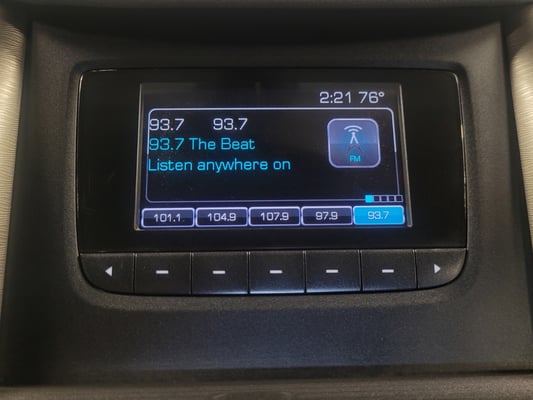 2:21 76°
93.7 93.7
93.7 The Beat
Listen anywhere on
FM
101.1 104.9 107.9 97.9 93.7